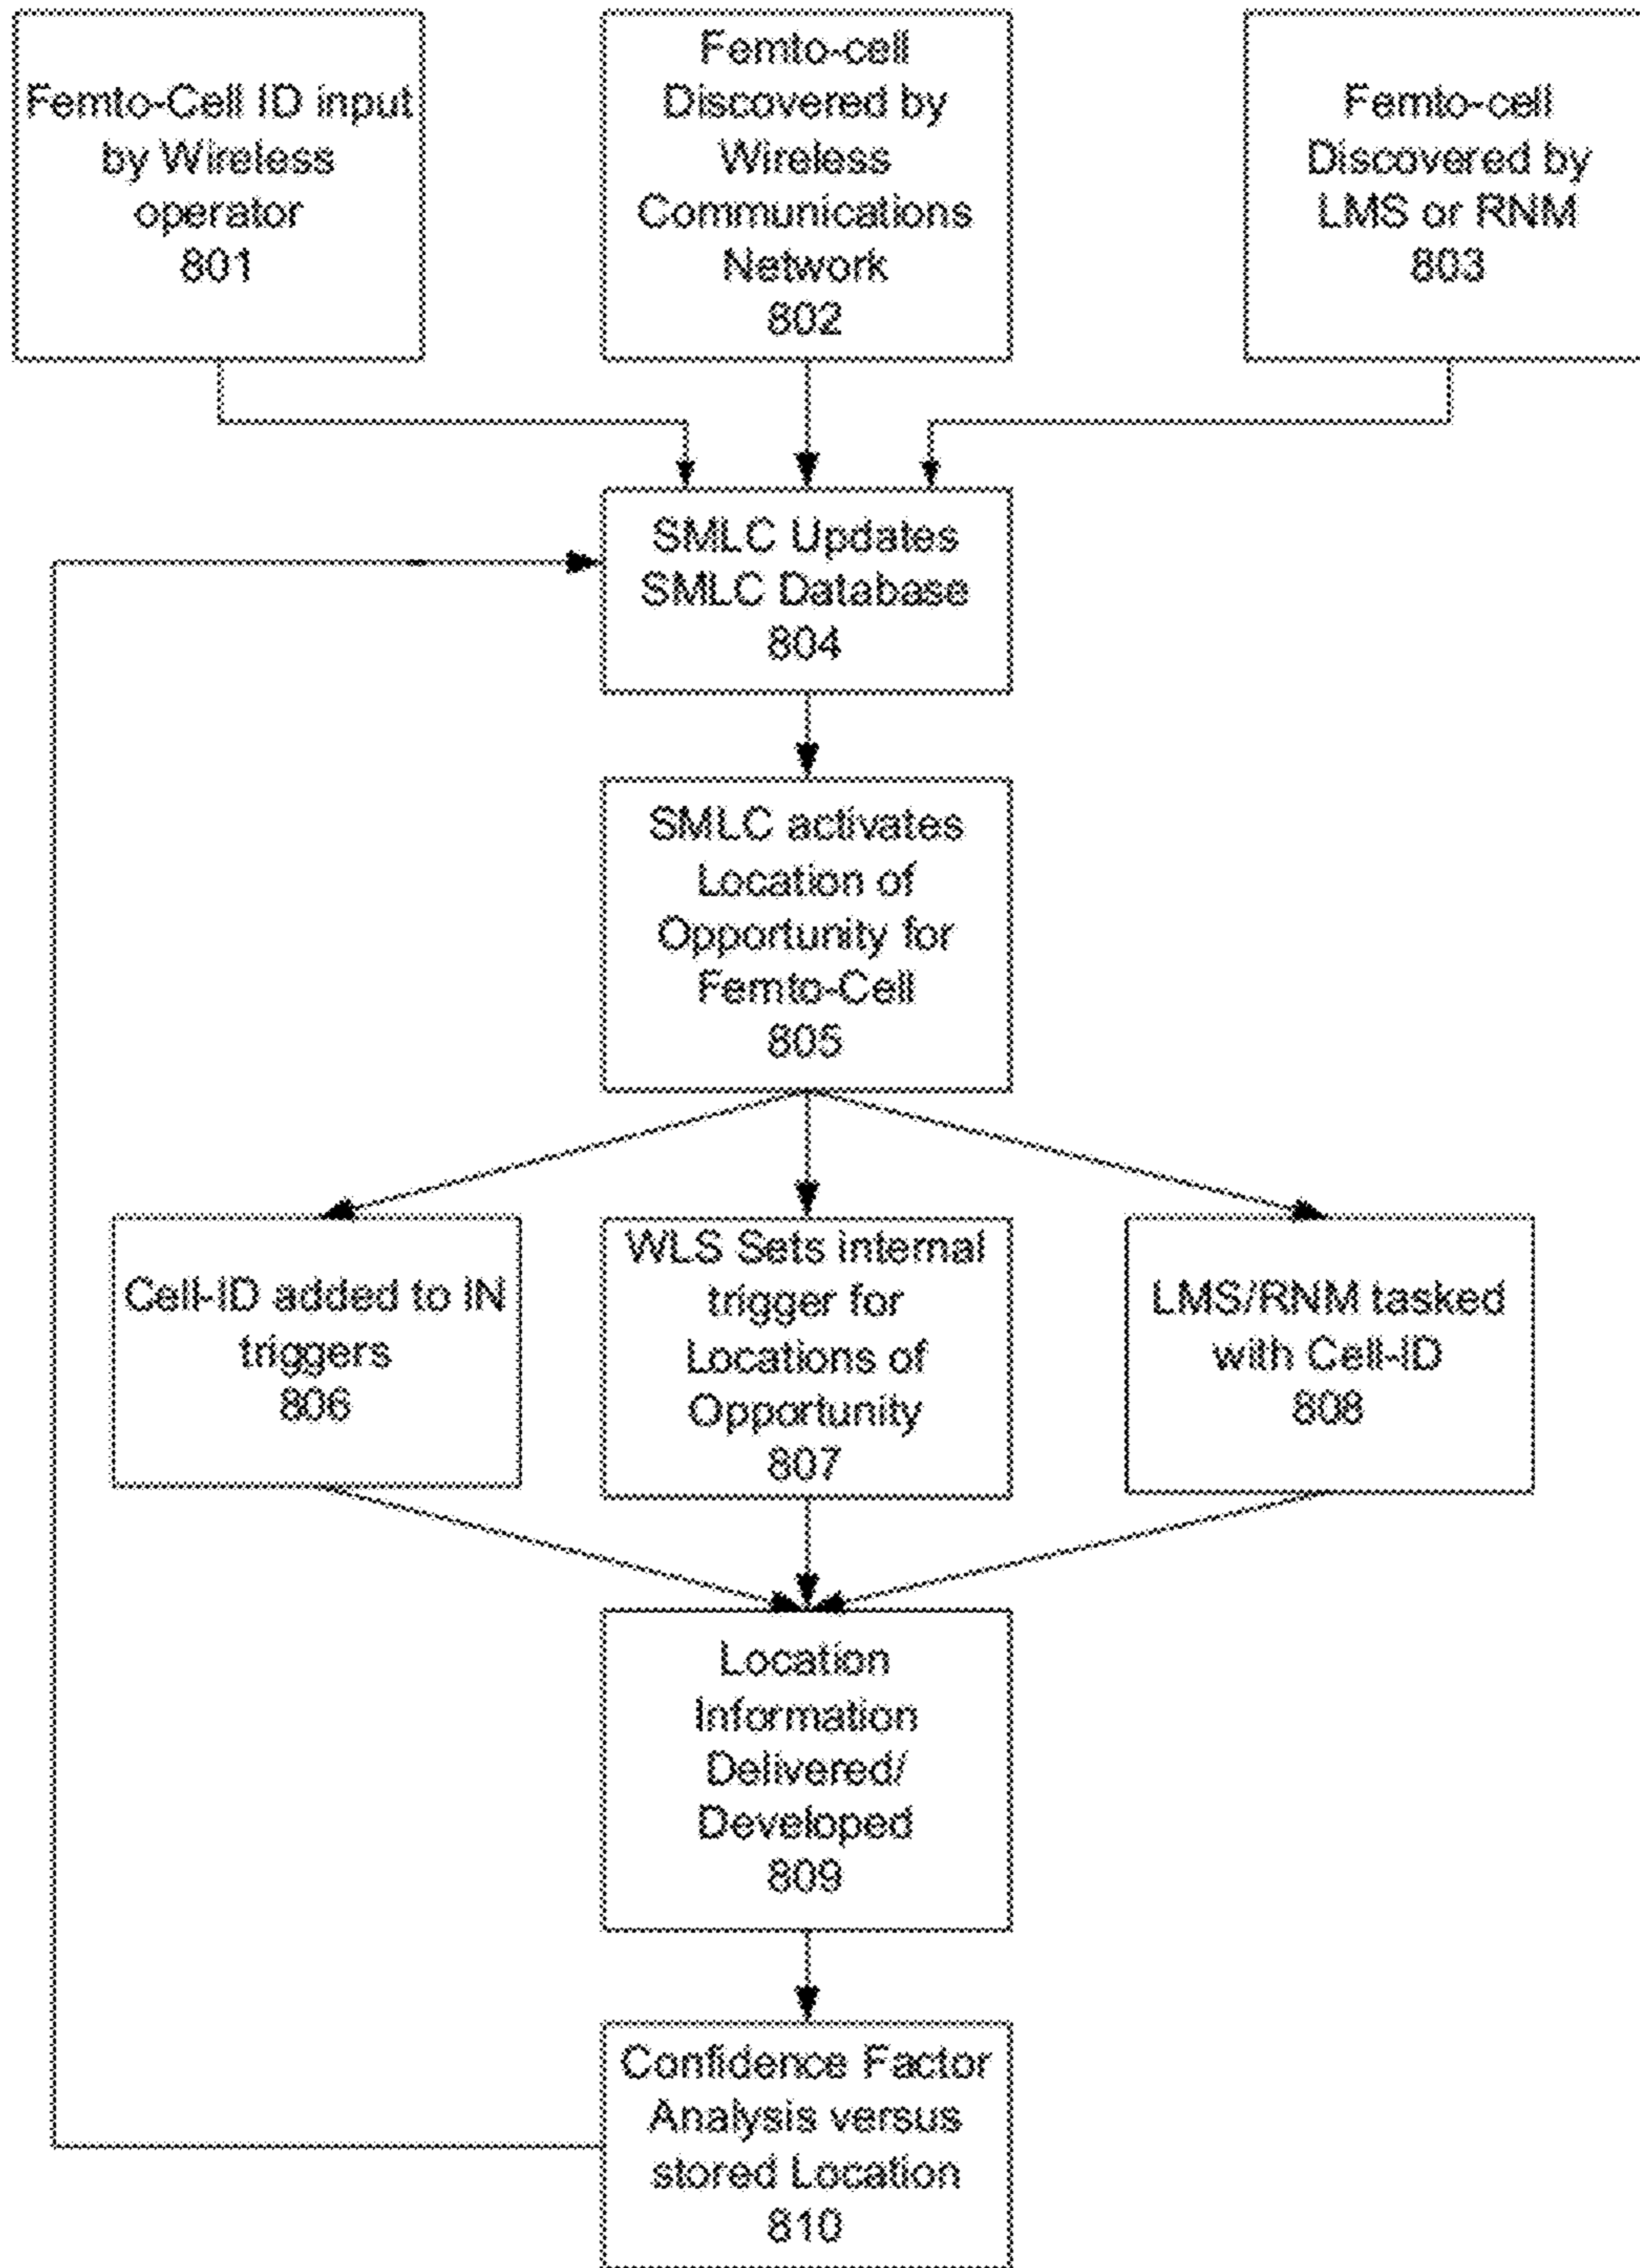 Femto-Cell ID input
by Wireless
operator
801
Femto-cell
Discovered by
Wireless
Communications
Network
802
Femto-cell
Discovered by
LMS or RNM
803
SMLC Updates
SMLC Database
804
SMLC activates
Location of
Opportunity for
Femto-Cell
805
Cell-ID added to IN
triggers
806
WLS Sets internal
trigger for
Locations of
Opportunity
807
LMS/RNM tasked
with Cell-ID
808
Location
Information
Delivered/
Developed
809
Confidence Factor
Analysis versus
stored Location
810